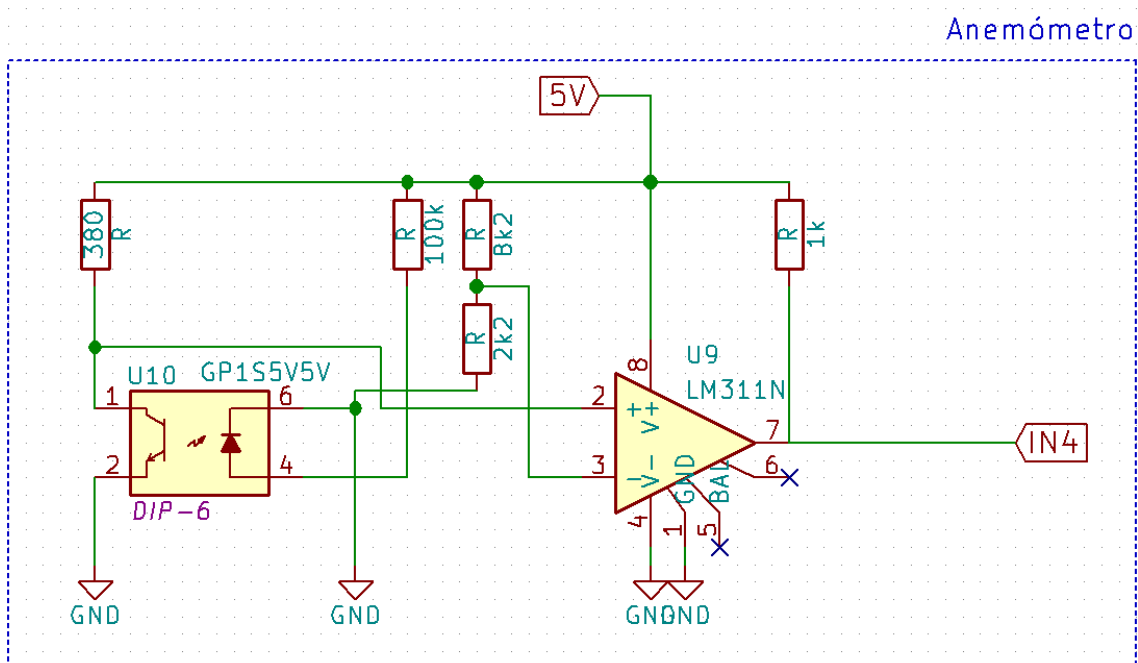 Anemómetro
5V
380
R
R
100k
R
8k2
R
1k
R
2k2
U10
GP1S5V5V
1
6
2
4
DIP-6
U9
LM311N
8
2
+
V+
3
-
V-
7
6
GND
BAL
4
1
5
IN4
GND
GND
GND
GND